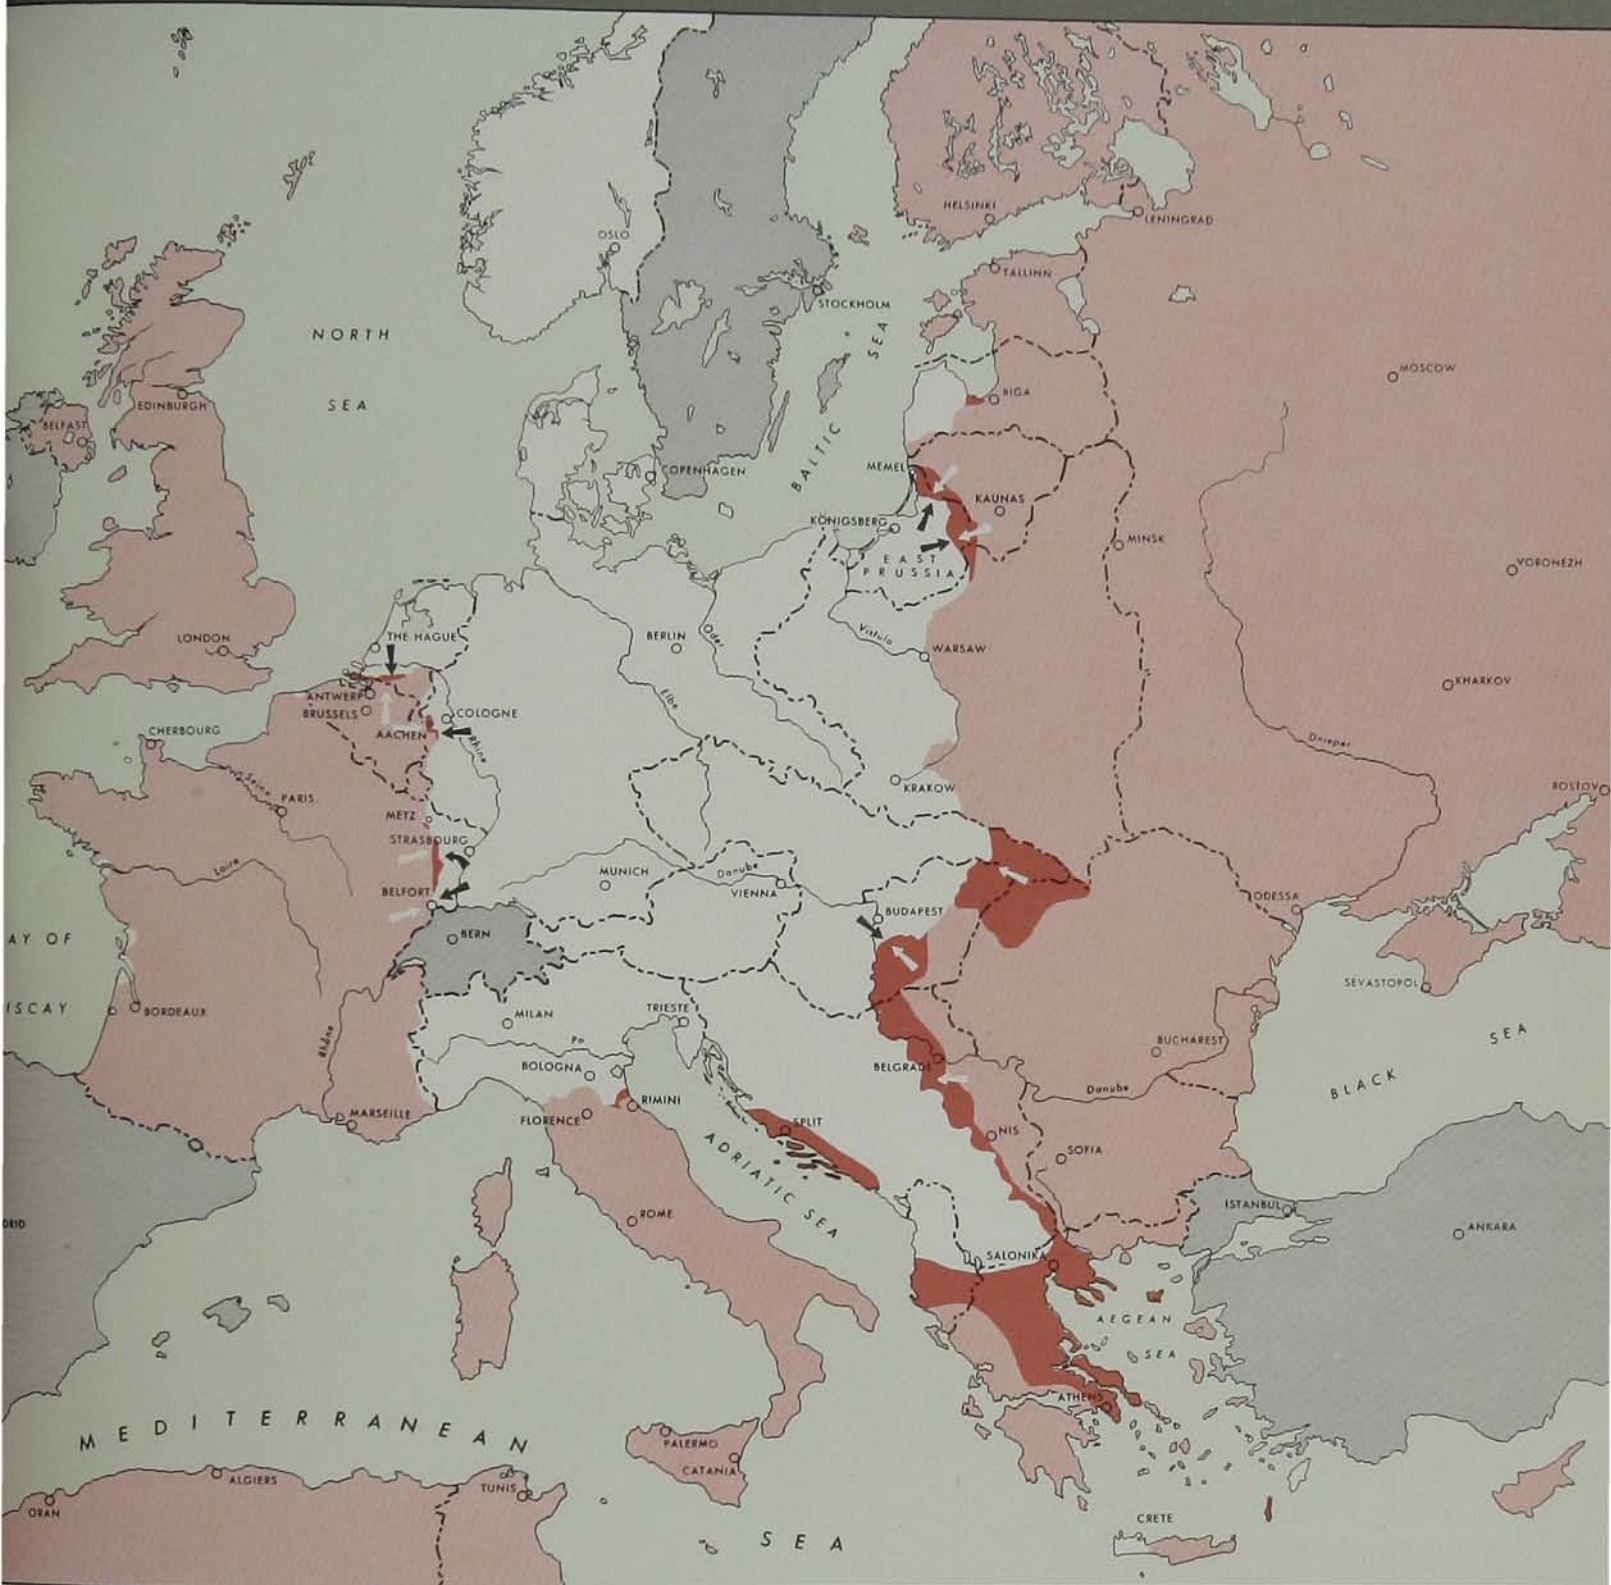 HELSINKI
LENINGRAD
OSLO
TALLINN
STOCKHOLM
NORTH
SEA
BALTIC SEA
MOSCOW
RIGA
EDINBURGH
BELFAST
COPENHAGEN
MEMEL
KAUNAS
KÖNIGSBERG
EAST
PRUSSIA
MINSK
VORONEZH
LONDON
THE HAGUE
BERLIN
Oder
Vistula
WARSAW
KHARKOV
ANTWERP
BRUSSELS
COLOGNE
Elbe
CHERBOURG
AACHEN
Rhine
Dnieper
Seine
PARIS
KRAKOW
ROSTOV
METZ
STRASBOURG
Loire
MUNICH
Danube
VIENNA
BELFORT
ODESSA
BUDAPEST
AY OF
ISCAY
BERN
SEVASTOPOL
BORDEAUX
MILAN
TRIESTE
Rhône
Po
BOLOGNA
BELGRADE
BUCHAREST
Danube
BLACK SEA
MARSEILLE
FLORENCE
RIMINI
SPLIT
NIS
SOFIA
ADRIATIC SEA
ROME
ISTANBUL
ANKARA
DRID
SALONIKA
AEGEAN
SEA
ATHENS
MEDITERRANEAN
SEA
PALERMO
CATANIA
ALGIERS
TUNIS
ORAN
CRETE